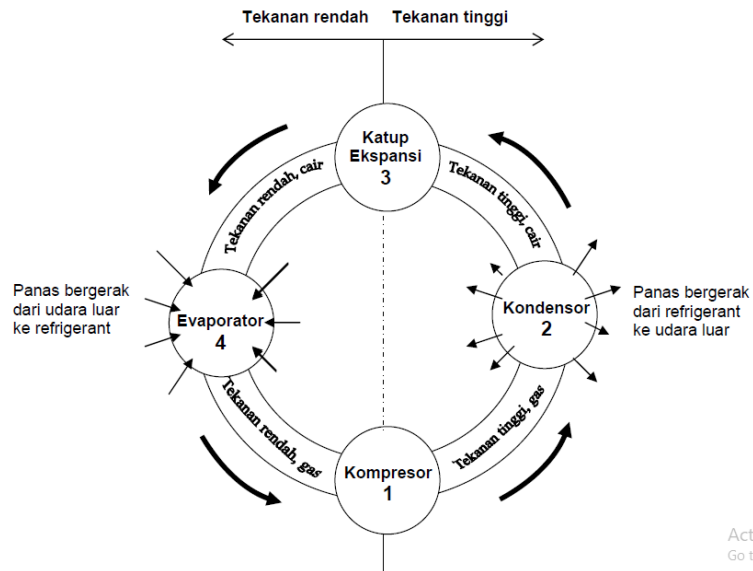 Tekanan rendah
Tekanan tinggi
Katup
Ekspansi
3
Tekanan rendah, cair
Tekanan tinggi, cair
Panas bergerak
dari udara luar
ke refrigerant
Evaporator
4
Kondensor
2
Panas bergerak
dari refrigerant
ke udara luar
Tekanan rendah, gas
Tekanan tinggi, gas
Kompresor
1
Act
Go t